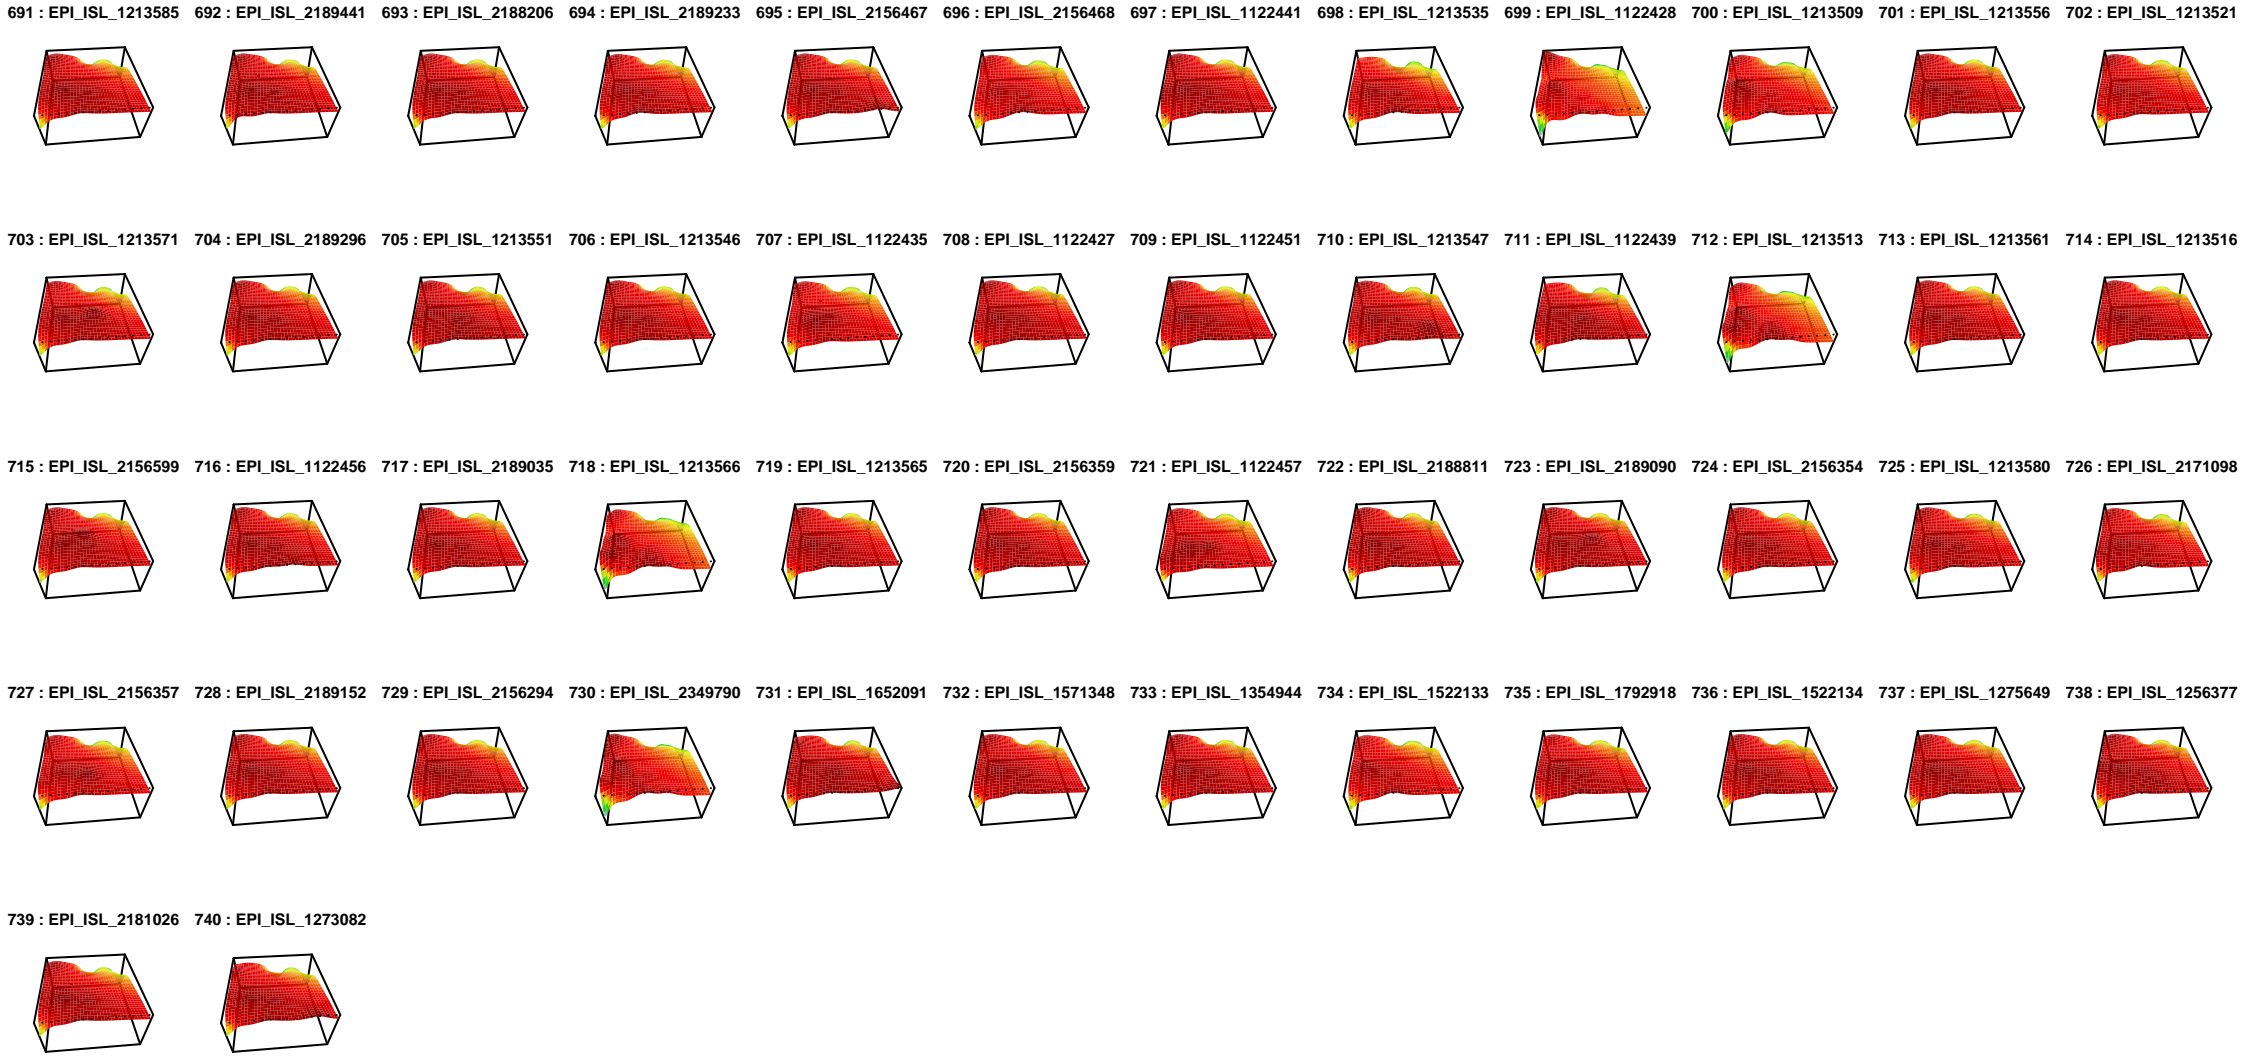 691 : EPI_ISL_1213585 692 : EPI_ISL_2189441 693 : EPI_ISL_2188206 694 : EPI_ISL_2189233 695 : EPI_ISL_2156467 696 : EPI_ISL_2156468 697 : EPI_ISL_1122441 698 : EPI_ISL_1213535 699 : EPI_ISL_1122428 700 : EPI_ISL_1213509 701 : EPI_ISL_1213556 702 : EPI_ISL_1213521
703 : EPI_ISL_1213571 704 : EPI_ISL_2189296 705 : EPI_ISL_1213551 706 : EPI_ISL_1213546 707 : EPI_ISL_1122435 708 : EPI_ISL_1122427 709 : EPI_ISL_1122451 710 : EPI_ISL_1213547 711 : EPI_ISL_1122439 712 : EPI_ISL_1213513 713 : EPI_ISL_1213561 714 : EPI_ISL_1213516
715 : EPI_ISL_2156599 716 : EPI_ISL_1122456 717 : EPI_ISL_2189035 718 : EPI_ISL_1213566 719 : EPI_ISL_1213565 720 : EPI_ISL_2156359 721 : EPI_ISL_1122457 722 : EPI_ISL_2188811 723 : EPI_ISL_2189090 724 : EPI_ISL_2156354 725 : EPI_ISL_1213580 726 : EPI_ISL_2171098
727 : EPI_ISL_2156357 728 : EPI_ISL_2189152 729 : EPI_ISL_2156294 730 : EPI_ISL_2349790 731 : EPI_ISL_1652091 732 : EPI_ISL_1571348 733 : EPI_ISL_1354944 734 : EPI_ISL_1522133 735 : EPI_ISL_1792918 736 : EPI_ISL_1522134 737 : EPI_ISL_1275649 738 : EPI_ISL_1256377
739 : EPI_ISL_2181026 740 : EPI_ISL_1273082